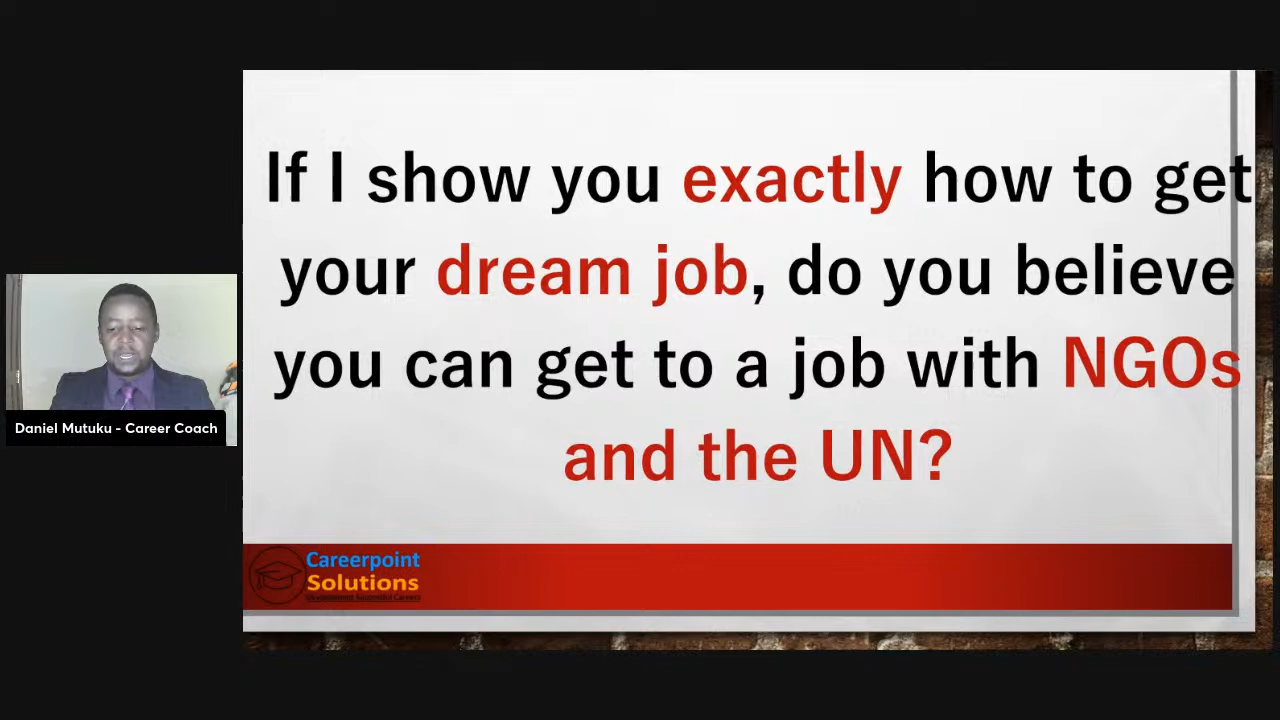 If I show you exactly how to get
your dream job, do you believe
you can get to a job with NGOs
and the UN?
Daniel Mutuku - Career Coach
Careerpoint
Solutions